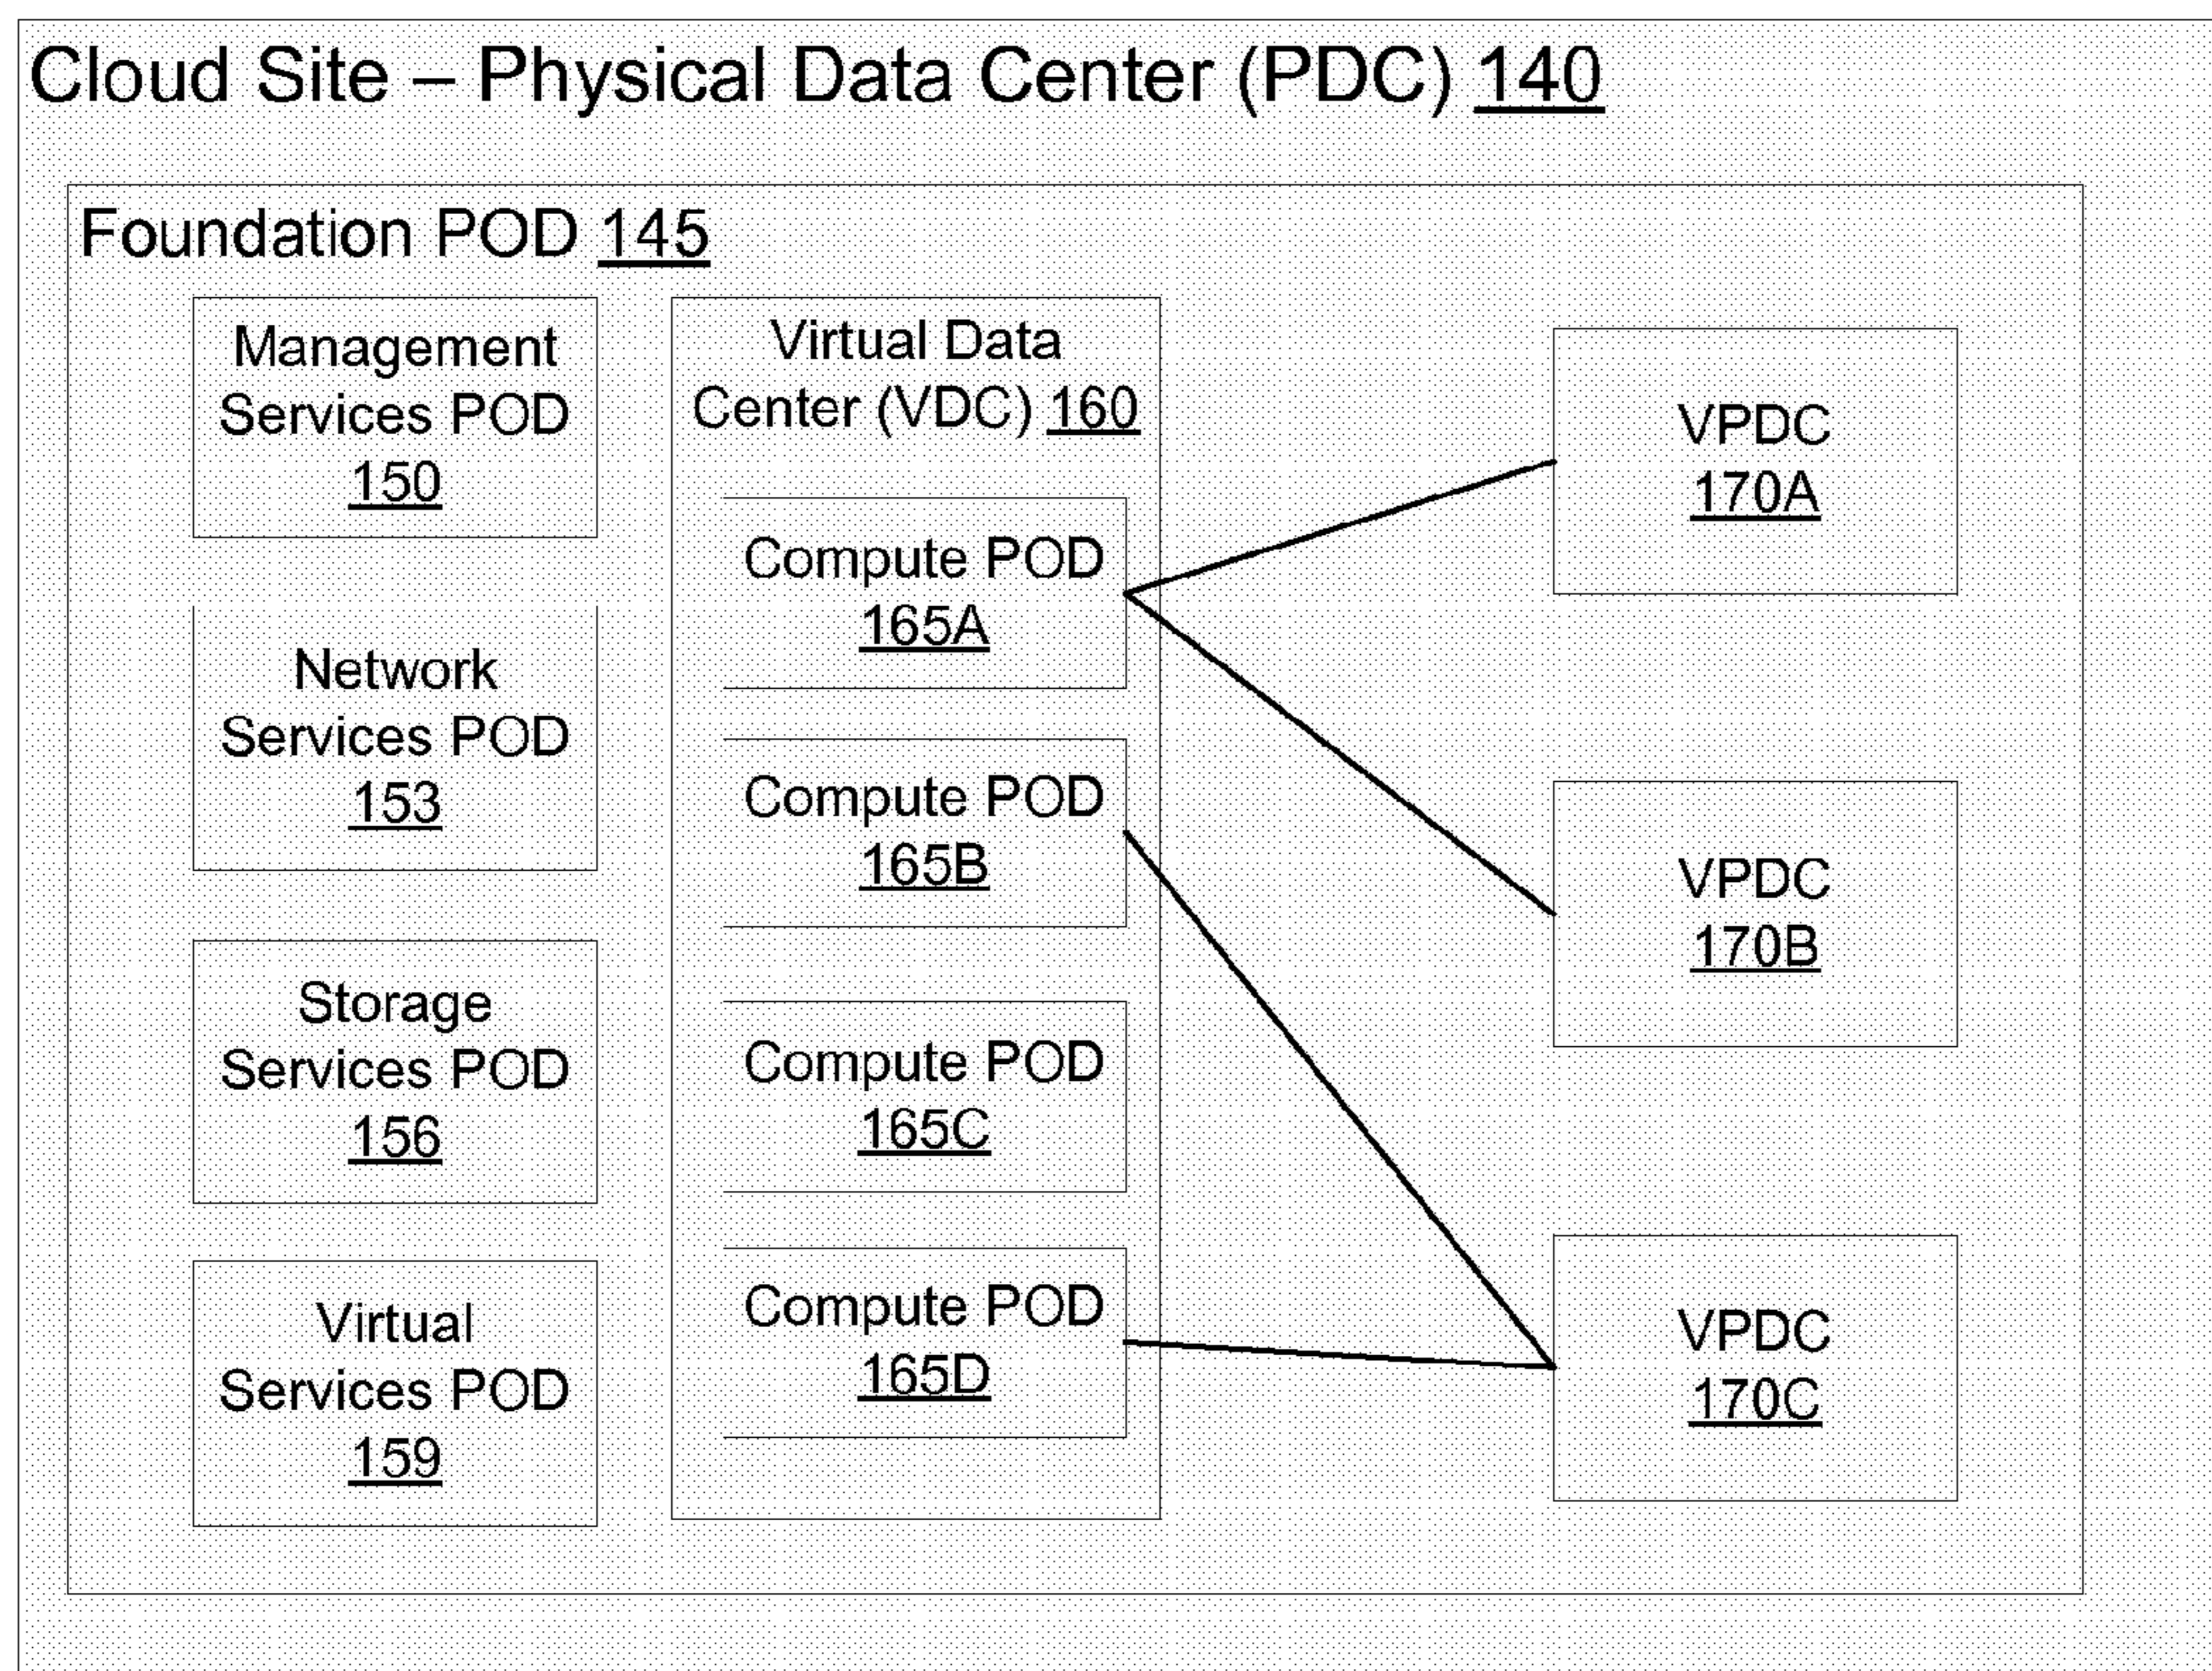 Cloud Site – Physical Data Center (PDC) 140
Foundation POD 145
Management
Services POD
150
Network
Services POD
153
Storage
Services POD
156
Virtual
Services POD
159
Virtual Data
Center (VDC) 160
Compute POD
165A
Compute POD
165B
Compute POD
165C
Compute POD
165D
VPDC
170A
VPDC
170B
VPDC
170C